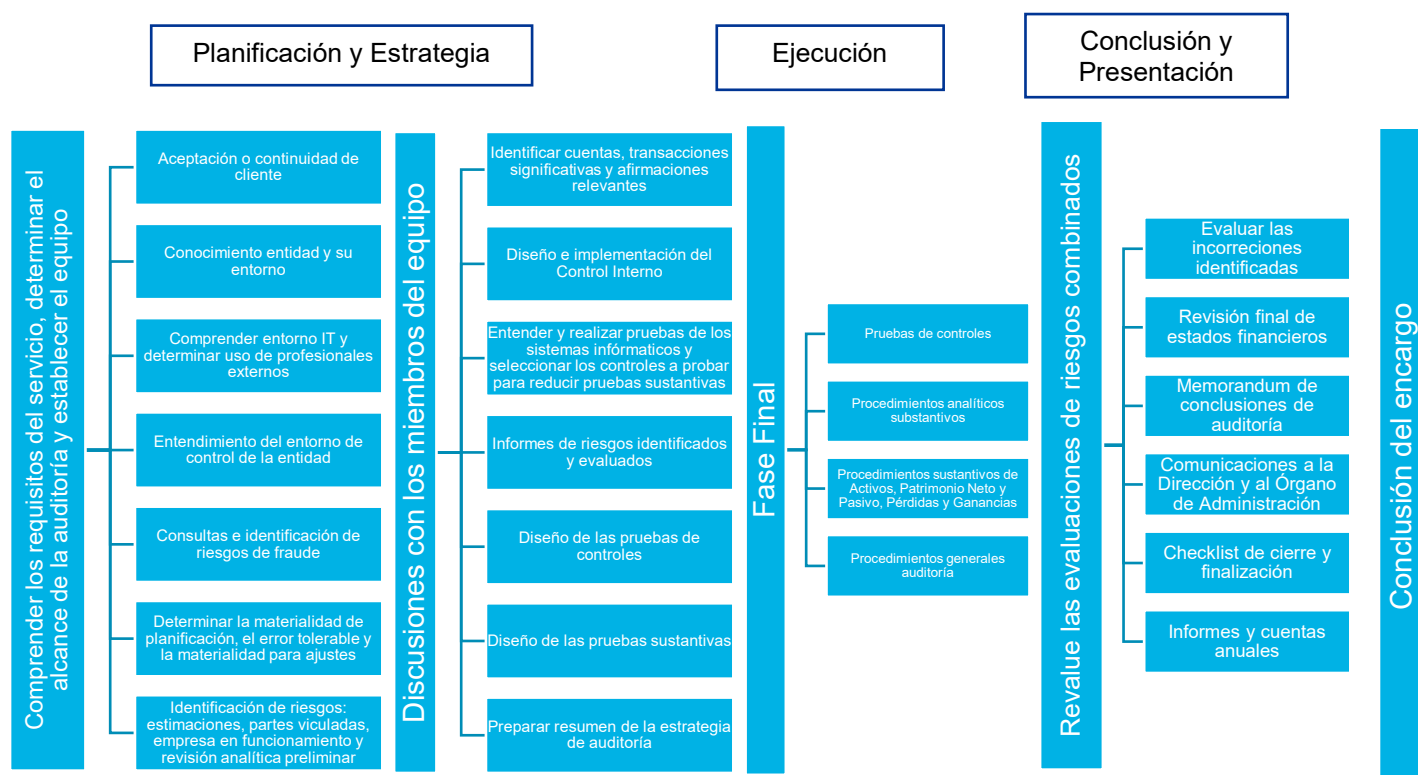 Planificación y Estrategia
Ejecución
Conclusión y
Presentación
Comprender los requisitos del servicio, determinar el
alcance de la auditoría y establecer el equipo
Aceptación o continuidad de
cliente
Conocimiento entidad y su
entorno
Comprender entorno IT y
determinar uso de profesionales
externos
Entendimiento del entorno de
control de la entidad
Consultas e identificación de
riesgos de fraude
Determinar la materialidad de
planificación, el error tolerable y
la materialidad para ajustes
Identificación de riesgos:
estimaciones, partes viculadas,
empresa en funcionamiento y
revisión analítica preliminar
Discusiones con los miembros del equipo
Identificar cuentas, transacciones
significativas y afirmaciones
relevantes
Diseño e implementación del
Control Interno
Entender y realizar pruebas de los
sistemas infórmaticos y
seleccionar los controles a probar
para reducir pruebas sustantivas
Informes de riesgos identificados
y evaluados
Diseño de las pruebas de
controles
Diseño de las pruebas sustantivas
Preparar resumen de la estrategia
de auditoría
Fase Final
Pruebas de controles
Procedimientos analíticos
substantivos
Procedimientos sustantivos de
Activos, Patrimonio Neto y
Pasivo, Pérdidas y Ganancias
Procedimientos generales
auditoría
Revalue las evaluaciones de riesgos combinados
Evaluar las
incorreciones
identificadas
Revisión final de
estados financieros
Memorandum de
conclusiones de
auditoría
Comunicaciones a la
Dirección y al Órgano
de Administración
Checklist de cierre y
finalización
Informes y cuentas
anuales
Conclusión del encargo